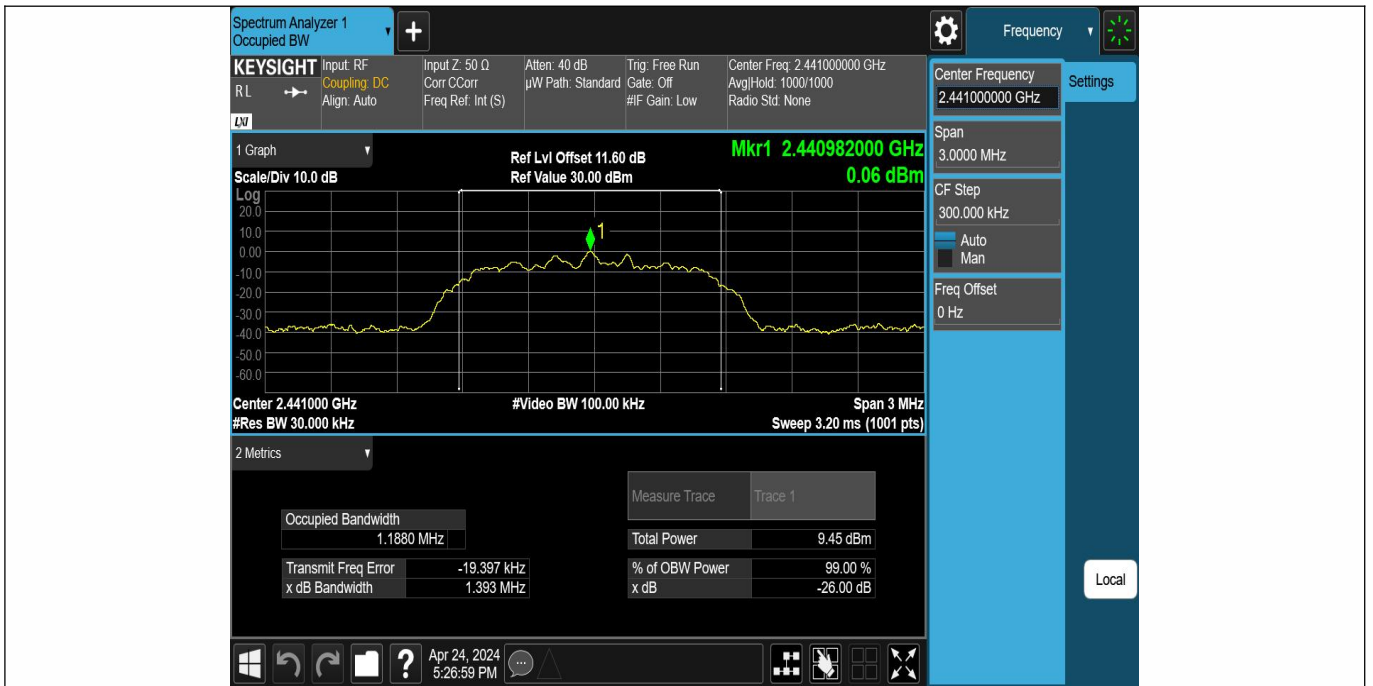 Spectrum Analyzer 1
Occupied BW
+
Frequency
KEYSIGHT
RL
LXI
Input: RF
Coupling: DC
Align: Auto
Input Z: 50 Ω
Corr CCorr
Freq Ref: Int (S)
Atten: 40 dB
µW Path: Standard
Trig: Free Run
Gate: Off
#IF Gain: Low
Center Freq: 2.441000000 GHz
Avg|Hold: 1000/1000
Radio Std: None
Center Frequency
2.441000000 GHz
Settings
Span
3.0000 MHz
CF Step
300.000 kHz
Auto
Man
Freq Offset
0 Hz
Local
1 Graph
Scale/Div 10.0 dB
Ref Lvl Offset 11.60 dB
Ref Value 30.00 dBm
Mkr1 2.440982000 GHz
0.06 dBm
Log
20.0
10.0
0.00
-10.0
-20.0
-30.0
-40.0
-50.0
-60.0
1
Center 2.441000 GHz
#Res BW 30.000 kHz
#Video BW 100.00 kHz
Span 3 MHz
Sweep 3.20 ms (1001 pts)
2 Metrics
Measure Trace Trace 1
Occupied Bandwidth
1.1880 MHz
Total Power 9.45 dBm
Transmit Freq Error -19.397 kHz
% of OBW Power 99.00 %
x dB Bandwidth 1.393 MHz
x dB -26.00 dB
?
Apr 24, 2024
5:26:59 PM